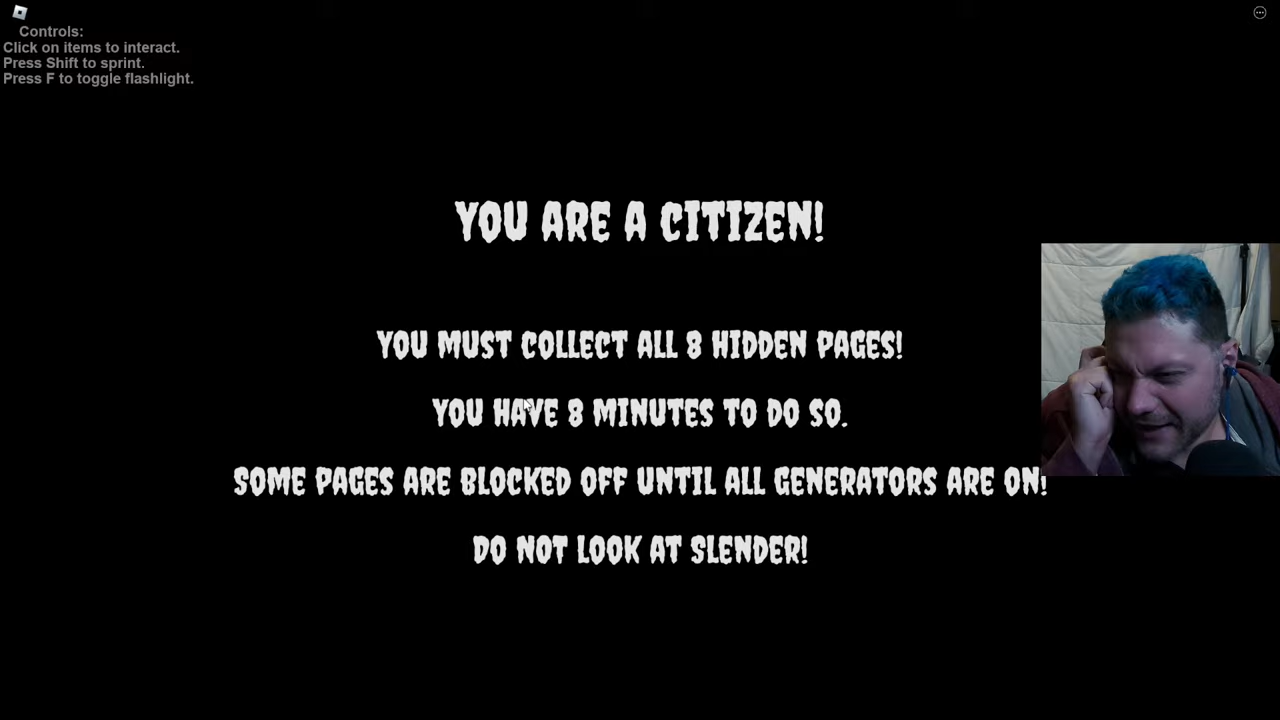 Controls:
Click on items to interact.
Press Shift to sprint.
Press F to toggle flashlight.
YOU ARE A CITIZEN!
YOU MUST COLLECT ALL 8 HIDDEN PAGES!
YOU HAVE 8 MINUTES TO DO SO.
SOME PAGES ARE BLOCKED OFF UNTIL ALL GENERATORS ARE ON!
DO NOT LOOK AT SLENDER!